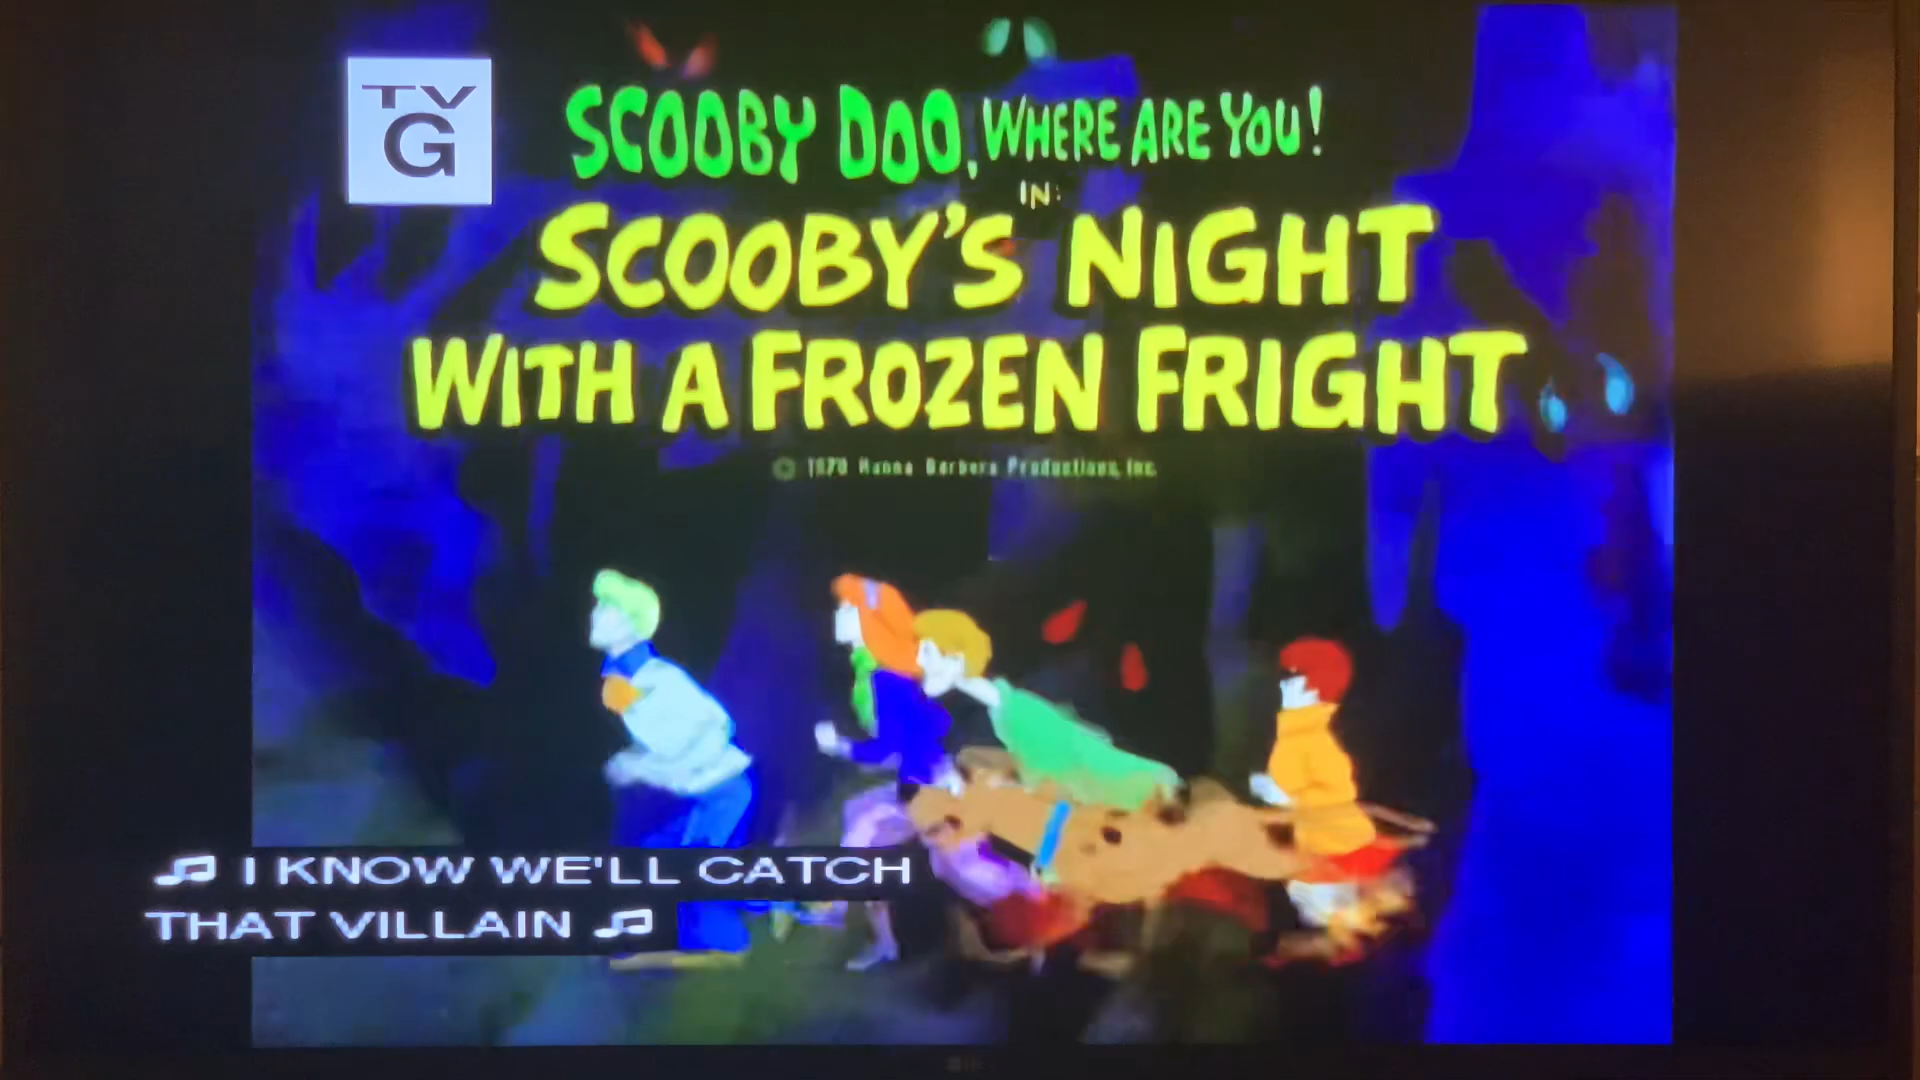 TV
G
SCOOBY DOO, WHERE ARE YOU!
IN:
SCOOBY'S NIGHT
WITH A FROZEN FRIGHT
© 1970 Hanna Barbera Productions, Inc.
♫ I KNOW WE'LL CATCH
THAT VILLAIN ♫